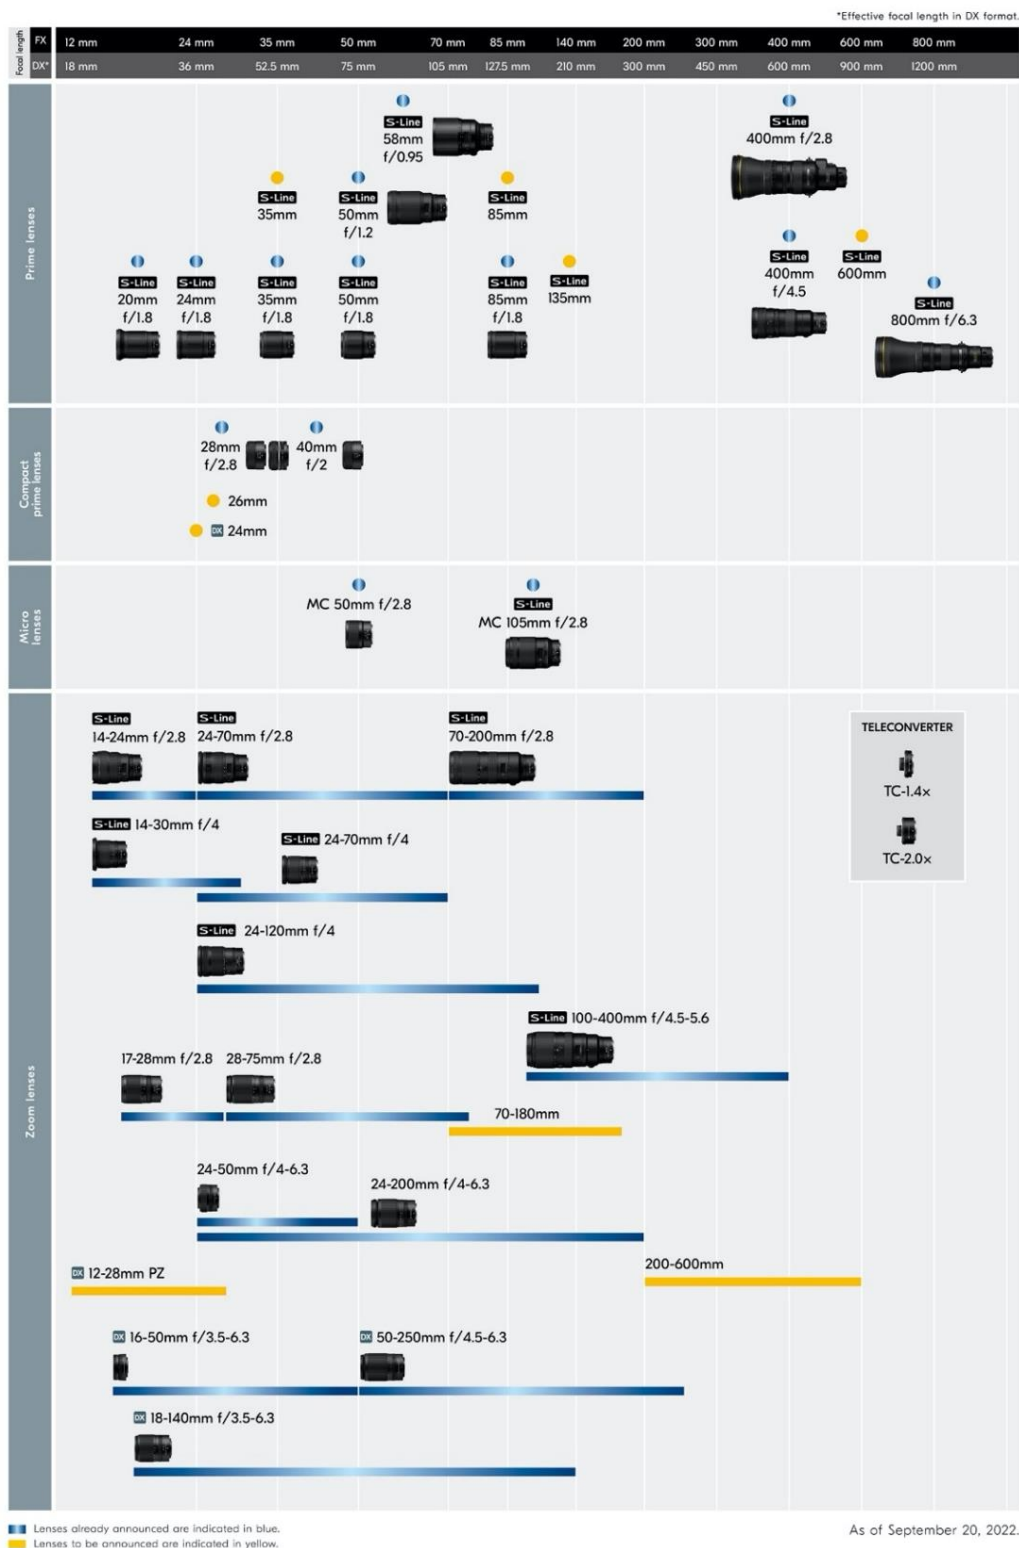 *Effective focal length in DX format.
Focal length
FX 12 mm 24 mm 35 mm 50 mm 70 mm 85 mm 140 mm 200 mm 300 mm 400 mm 600 mm 800 mm
DX* 18 mm 36 mm 52.5 mm 75 mm 105 mm 127.5 mm 210 mm 300 mm 450 mm 600 mm 900 mm 1200 mm
Prime lenses
S-Line
58mm
f/0.95
S-Line
400mm f/2.8
S-Line
35mm
S-Line
50mm
f/1.2
S-Line
85mm
S-Line
400mm
f/4.5
S-Line
600mm
S-Line
20mm
f/1.8
S-Line
24mm
f/1.8
S-Line
35mm
f/1.8
S-Line
50mm
f/1.8
S-Line
85mm
f/1.8
S-Line
135mm
S-Line
800mm f/6.3
Compact
prime lenses
28mm
f/2.8
40mm
f/2
26mm
DX 24mm
Micro
lenses
MC 50mm f/2.8
S-Line
MC 105mm f/2.8
Zoom lenses
S-Line
14-24mm f/2.8
S-Line
24-70mm f/2.8
S-Line
70-200mm f/2.8
TELECONVERTER
TC-1.4×
TC-2.0×
S-Line 14-30mm f/4
S-Line 24-70mm f/4
S-Line 24-120mm f/4
S-Line 100-400mm f/4.5-5.6
17-28mm f/2.8
28-75mm f/2.8
70-180mm
24-50mm f/4-6.3
24-200mm f/4-6.3
DX 12-28mm PZ
200-600mm
DX 16-50mm f/3.5-6.3
DX 50-250mm f/4.5-6.3
DX 18-140mm f/3.5-6.3
Lenses already announced are indicated in blue.
Lenses to be announced are indicated in yellow.
As of September 20, 2022.